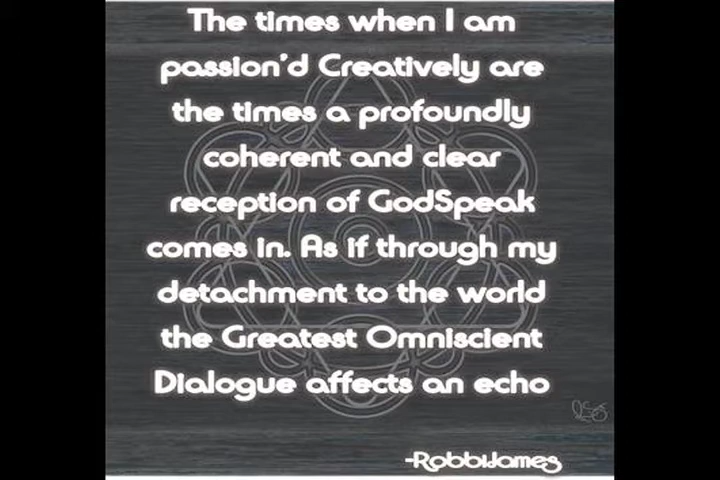 The times when I am
passion'd Creatively are
the times a profoundly
coherent and clear
reception of GodSpeak
comes in. As if through my
detachment to the world
the Greatest Omniscient
Dialogue affects an echo
-RobbiJames